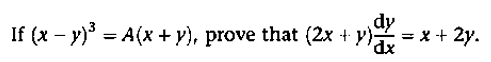 If (x − y)³ = A(x + y), prove that (2x + y) dy/dx = x + 2y.